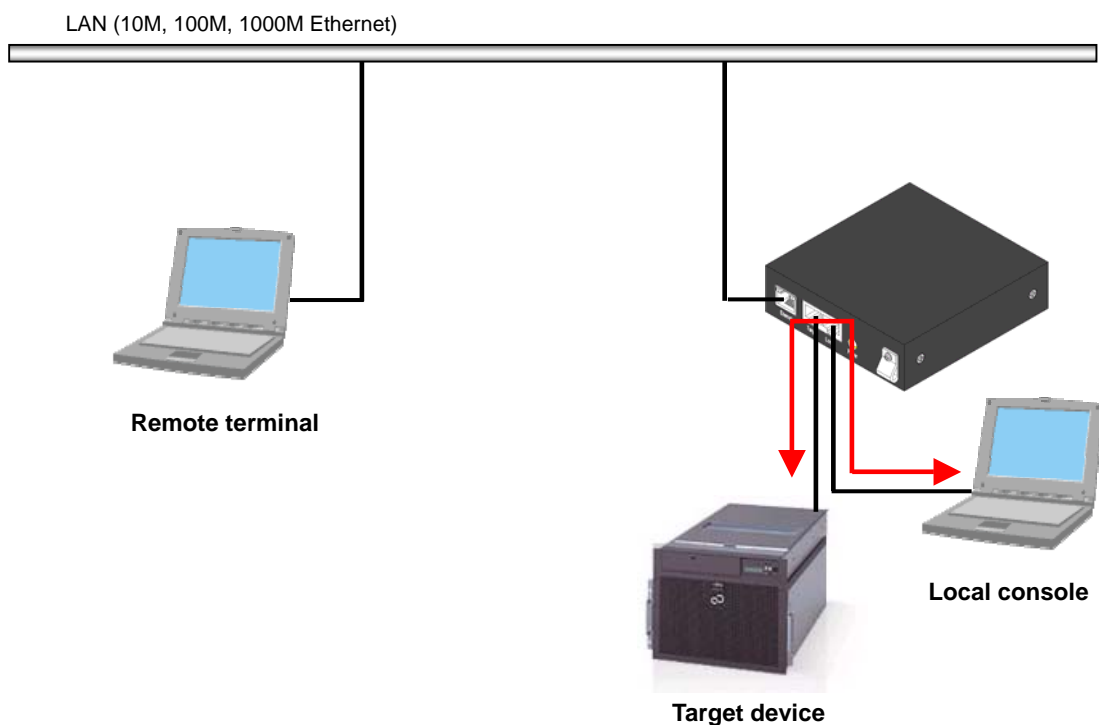 LAN (10M, 100M, 1000M Ethernet)
Remote terminal
Local console
Target device